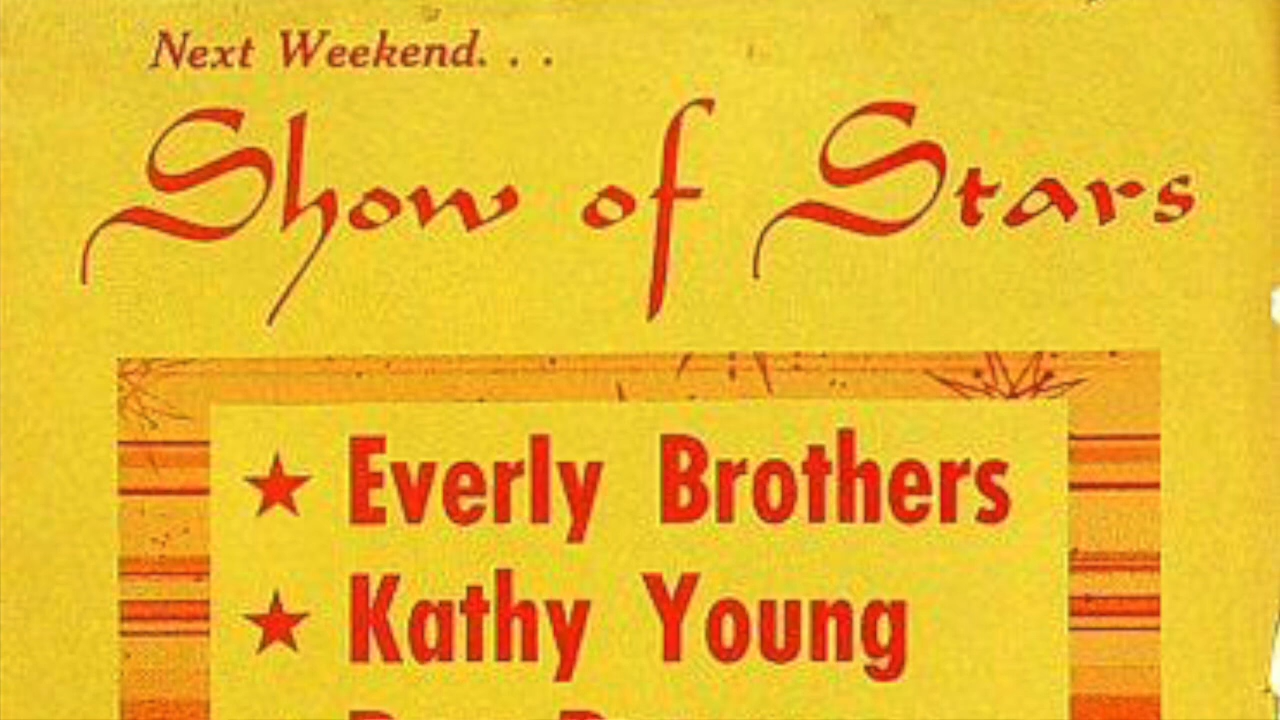 Next Weekend. . .
Show of Stars
★ Everly Brothers
★ Kathy Young